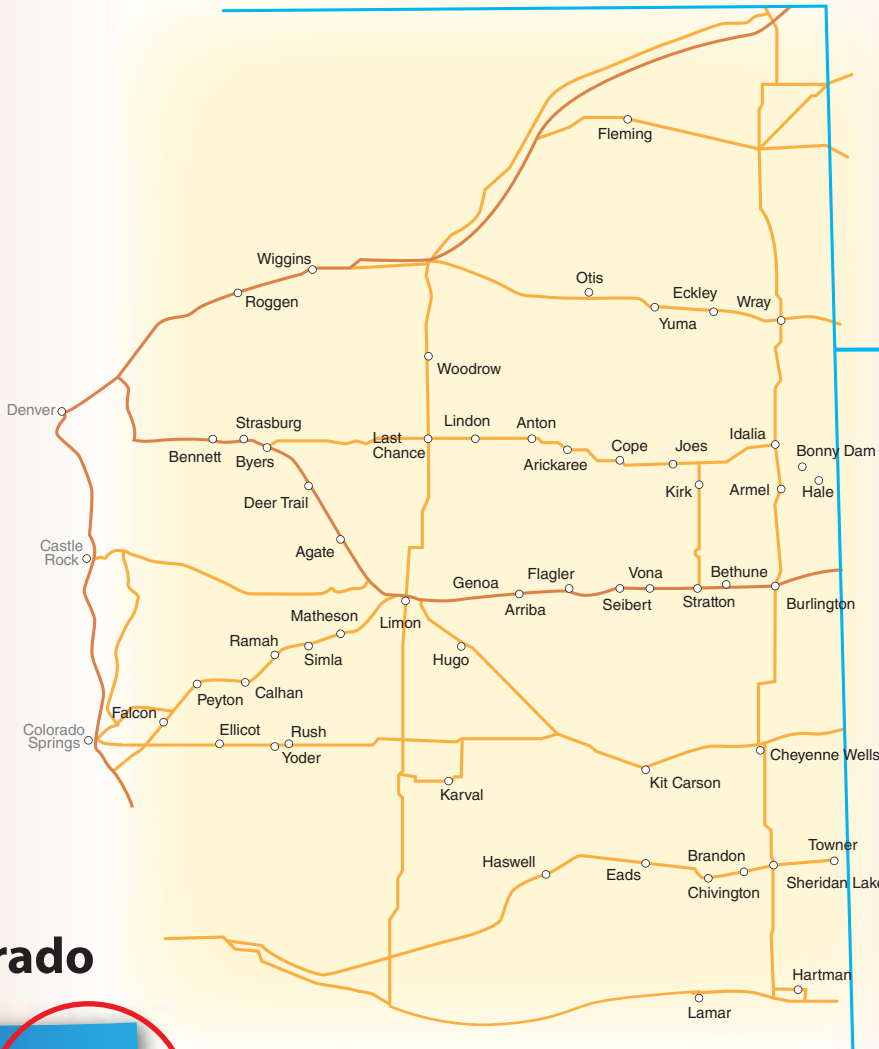 Fleming
Wiggins
Roggen
Otis
Eckley
Wray
Yuma
Woodrow
Denver
Strasburg
Bennett
Byers
Last
Chance
Lindon
Anton
Arickaree
Cope
Joes
Idalia
Bonny Dam
Kirk
Armel
Hale
Deer Trail
Agate
Castle
Rock
Genoa
Flagler
Vona
Bethune
Arriba
Seibert
Stratton
Burlington
Limon
Matheson
Ramah
Simla
Hugo
Peyton
Calhan
Falcon
Colorado
Springs
Ellicot
Rush
Yoder
Cheyenne Wells
Kit Carson
Karval
Haswell
Eads
Brandon
Chivington
Towner
Sheridan Lake
rado
Hartman
Lamar